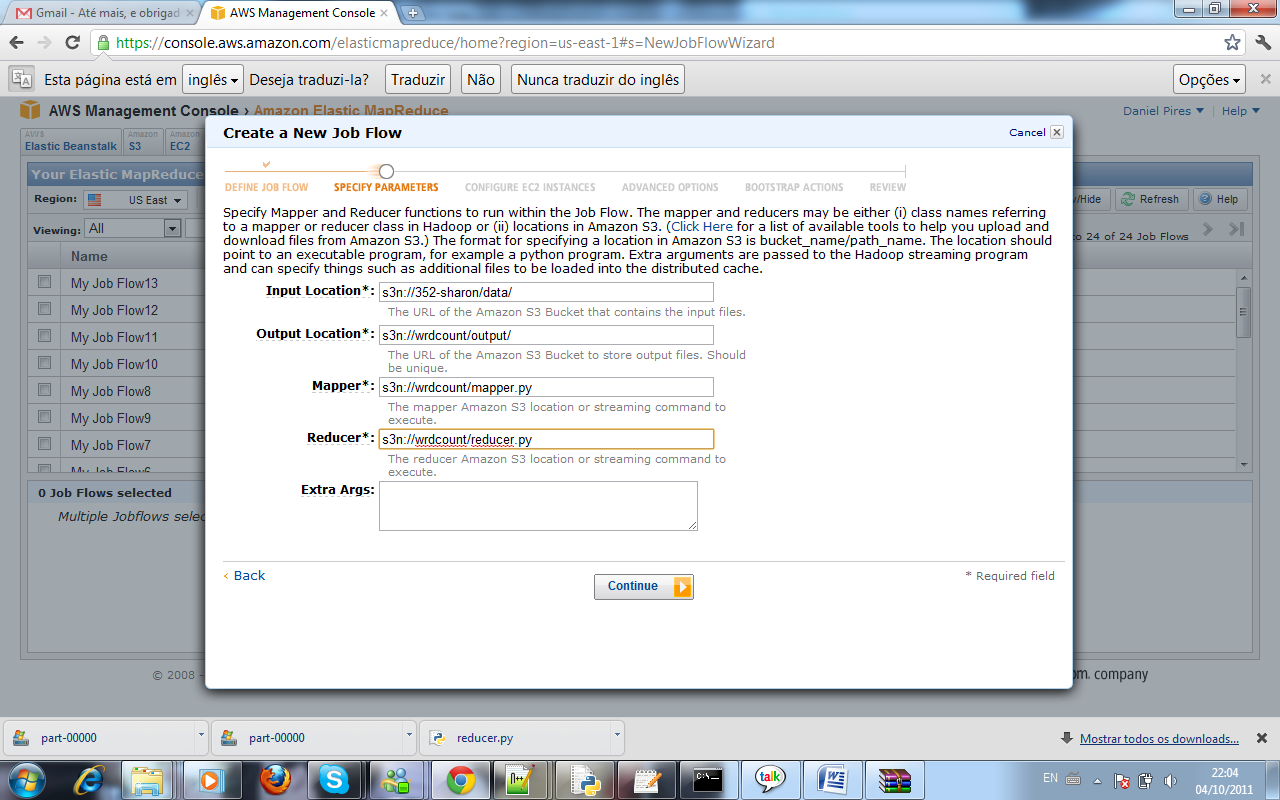 Gmail - Até mais, e obrigad
AWS Management Console
https://console.aws.amazon.com/elasticmapreduce/home?region=us-east-1#s=NewJobFlowWizard
Esta página está em inglês Deseja traduzi-la? Traduzir Não Nunca traduzir do inglês Opções
AWS Management Console › Amazon Elastic MapReduce Daniel Pires Help
AWS Elastic Beanstalk
Amazon S3
Amazon EC2
Your Elastic MapReduce
Region: US East /Hide Refresh Help
Viewing: All to 24 of 24 Job Flows
Name
My Job Flow13
My Job Flow12
My Job Flow11
My Job Flow10
My Job Flow8
My Job Flow9
My Job Flow7
My Job Flow6
0 Job Flows selected
Multiple Jobflows selec
© 2008 -
om. company
Create a New Job Flow Cancel
DEFINE JOB FLOW SPECIFY PARAMETERS CONFIGURE EC2 INSTANCES ADVANCED OPTIONS BOOTSTRAP ACTIONS REVIEW
Specify Mapper and Reducer functions to run within the Job Flow. The mapper and reducers may be either (i) class names referring
to a mapper or reducer class in Hadoop or (ii) locations in Amazon S3. (Click Here for a list of available tools to help you upload and
download files from Amazon S3.) The format for specifying a location in Amazon S3 is bucket_name/path_name. The location should
point to an executable program, for example a python program. Extra arguments are passed to the Hadoop streaming program
and can specify things such as additional files to be loaded into the distributed cache.
Input Location*: s3n://352-sharon/data/
The URL of the Amazon S3 Bucket that contains the input files.
Output Location*: s3n://wrdcount/output/
The URL of the Amazon S3 Bucket to store output files. Should
be unique.
Mapper*: s3n://wrdcount/mapper.py
The mapper Amazon S3 location or streaming command to
execute.
Reducer*: s3n://wrdcount/reducer.py
The reducer Amazon S3 location or streaming command to
execute.
Extra Args:
‹ Back Continue * Required field
part-00000 part-00000 reducer.py Mostrar todos os downloads...
talk
EN 22:04
04/10/2011